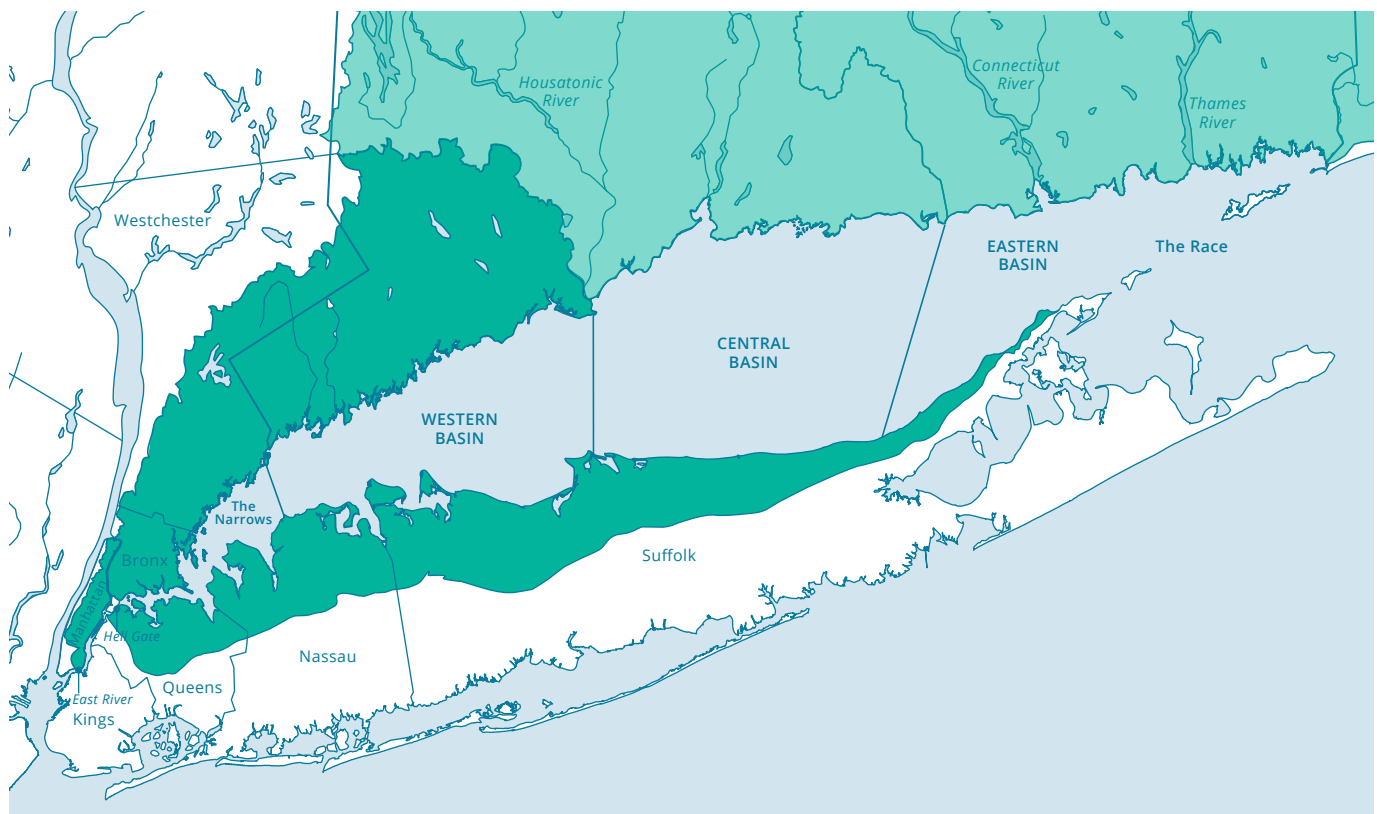 Housatonic
River
Connecticut
River
Thames
River
Westchester
EASTERN
BASIN
The Race
CENTRAL
BASIN
WESTERN
BASIN
The
Narrows
Bronx
Suffolk
Manhattan
Hell Gate
Nassau
Queens
East River
Kings